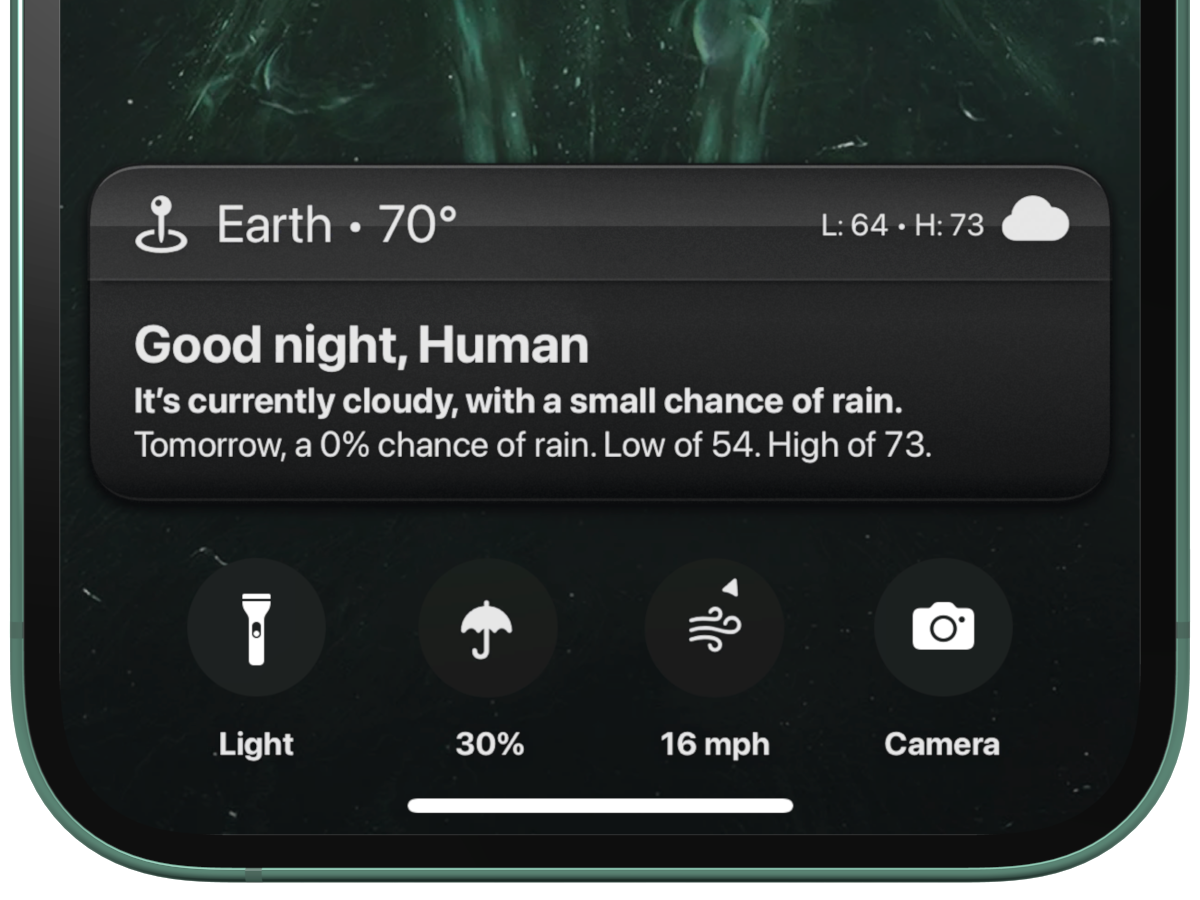 Earth • 70°
L: 64 • H: 73
Good night, Human
It’s currently cloudy, with a small chance of rain.
Tomorrow, a 0% chance of rain. Low of 54. High of 73.
Light
30%
16 mph
Camera